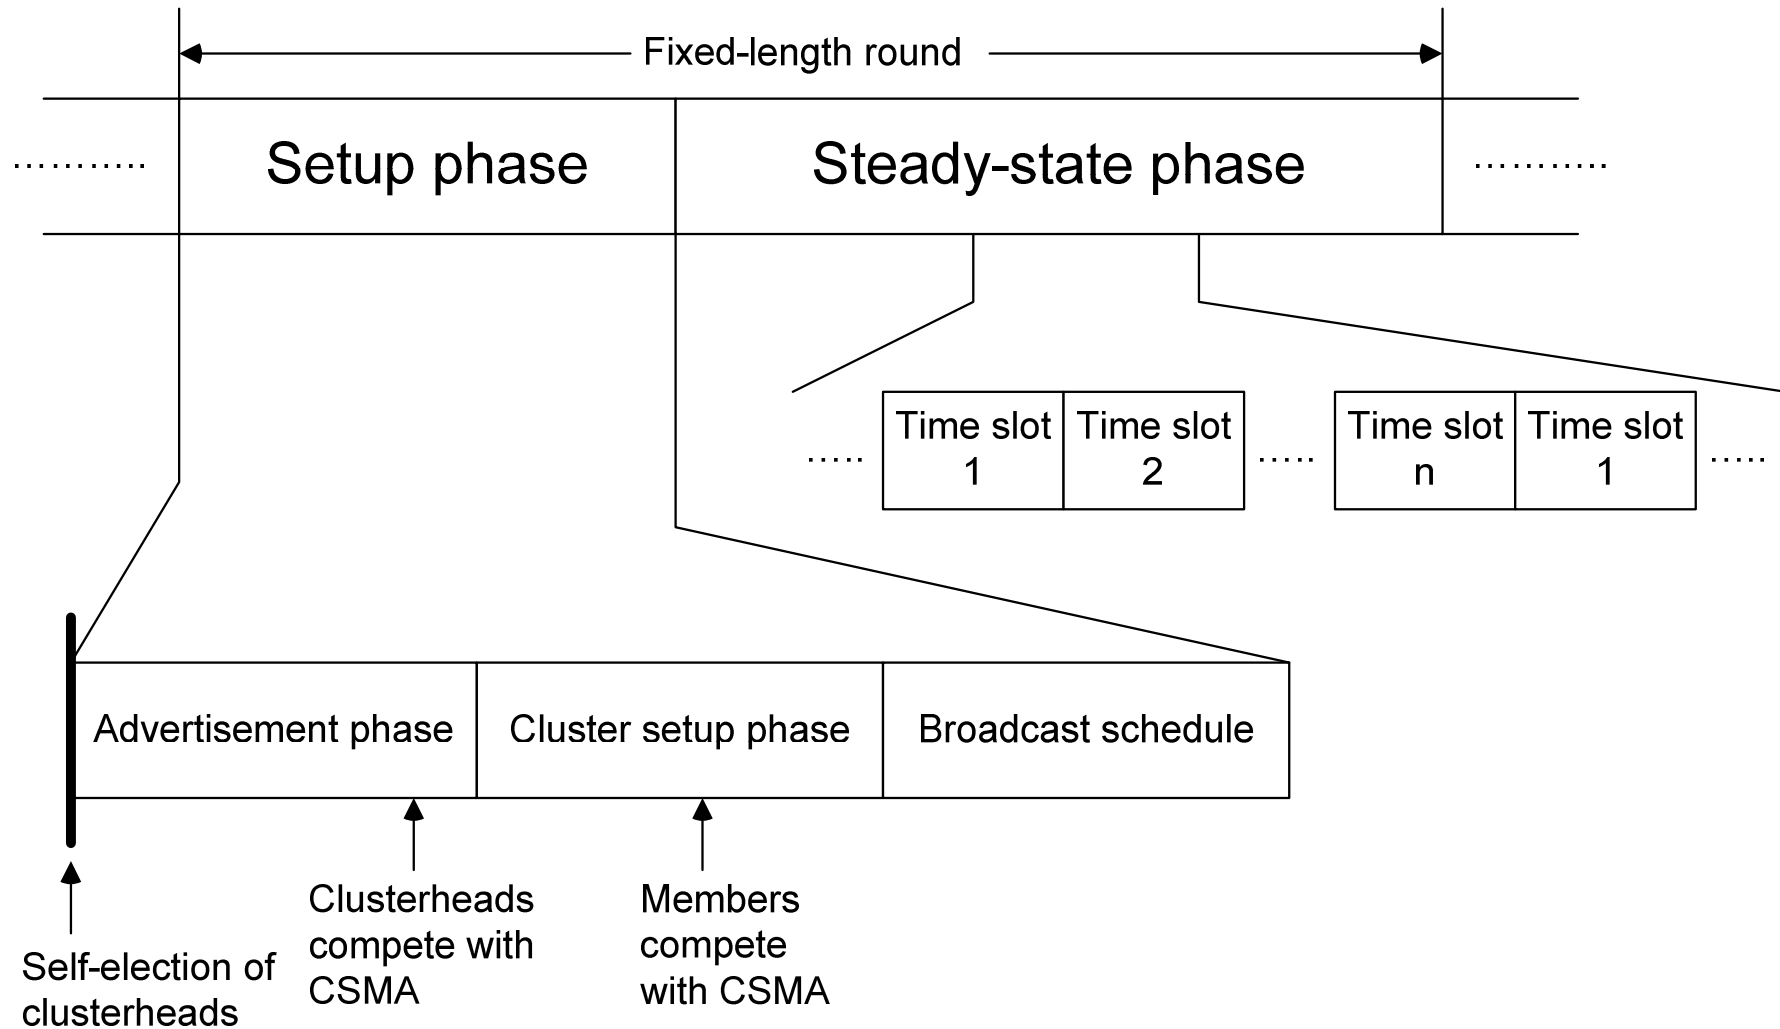 Fixed-length round
............ Setup phase Steady-state phase ............
Time slot Time slot Time slot Time slot
..... 1 2 ..... n 1 .....
Advertisement phase Cluster setup phase Broadcast schedule
Clusterheads
compete with
CSMA
Members
compete
with CSMA
Self-election of
clusterheads